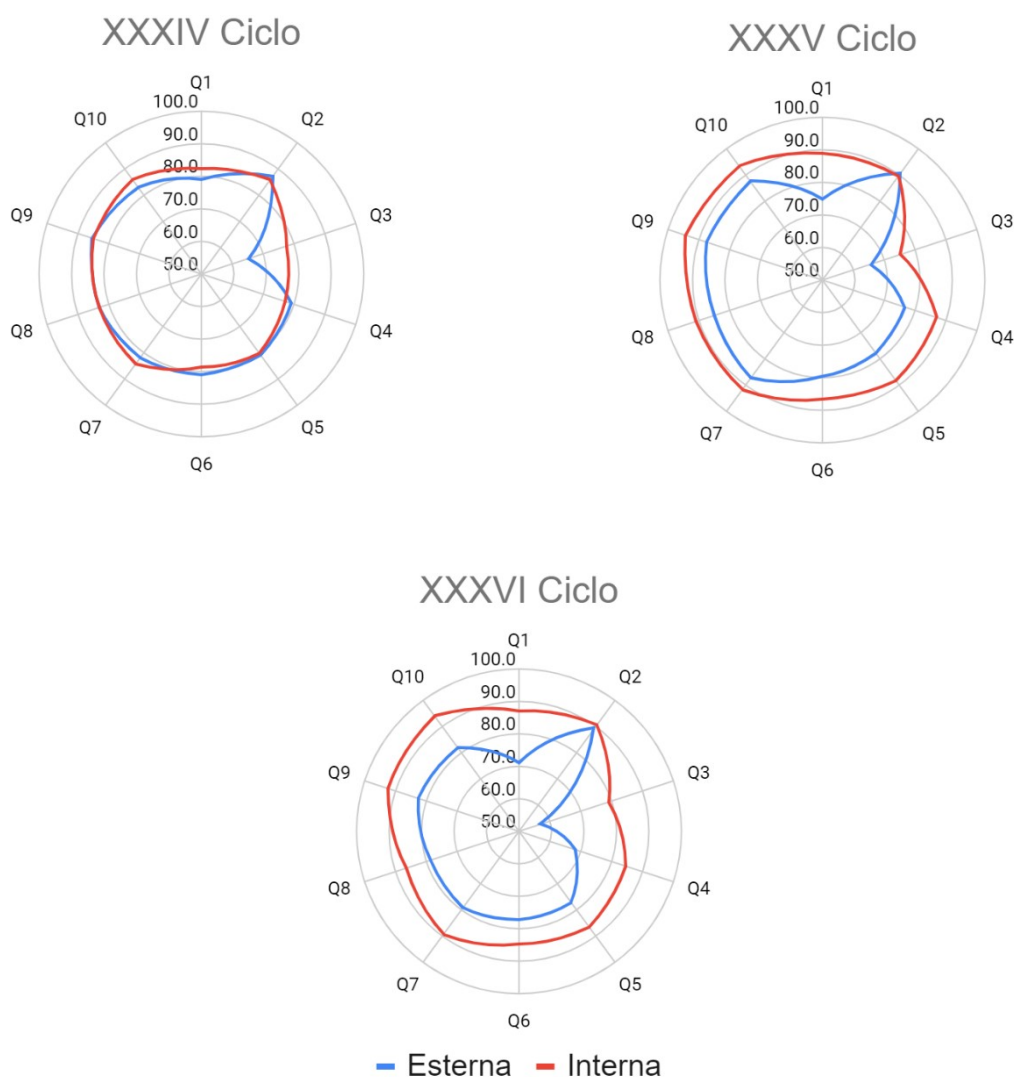 XXXIV Ciclo
Q1
Q2
Q3
Q4
Q5
Q6
Q7
Q8
Q9
Q10
100.0
90.0
80.0
70.0
60.0
50.0
XXXV Ciclo
Q1
Q2
Q3
Q4
Q5
Q6
Q7
Q8
Q9
Q10
100.0
90.0
80.0
70.0
60.0
50.0
XXXVI Ciclo
Q1
Q2
Q3
Q4
Q5
Q6
Q7
Q8
Q9
Q10
100.0
90.0
80.0
70.0
60.0
50.0
Esterna Interna